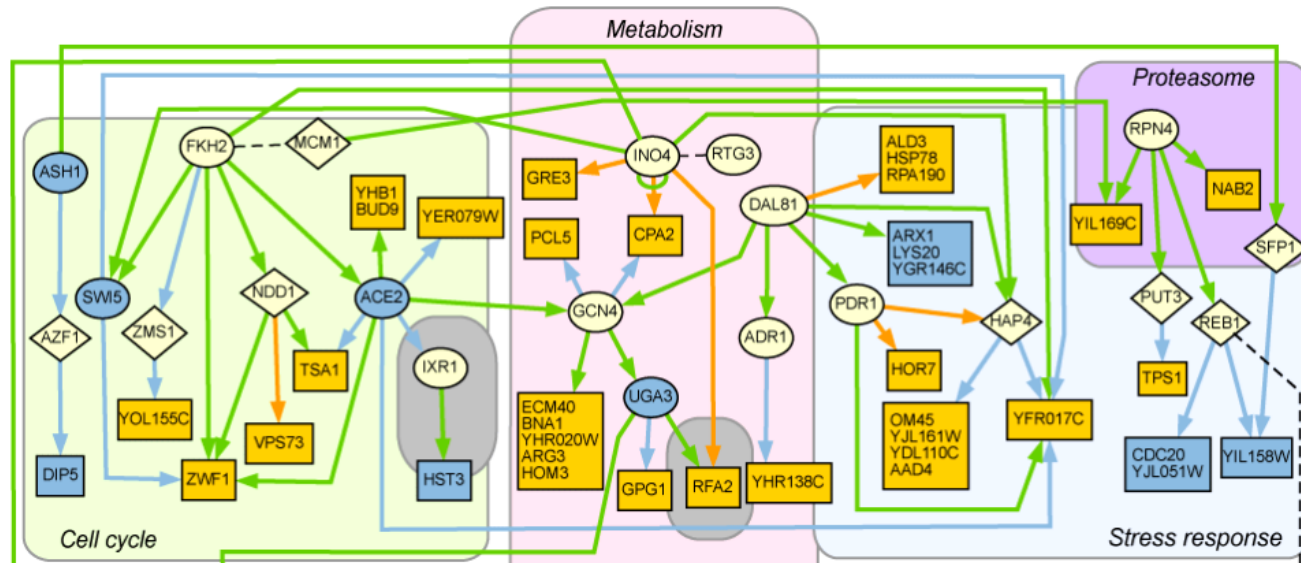 Metabolism
Proteasome
FKH2
MCM1
INO4
RTG3
ALD3
HSP78
RPA190
RPN4
ASH1
GRE3
NAB2
YHB1
BUD9
YER079W
DAL81
YIL169C
PCL5
CPA2
ARX1
LYS20
YGR146C
SFP1
SWI5
NDD1
ACE2
GCN4
PDR1
HAP4
PUT3
REB1
AZF1
ZMS1
ADR1
TSA1
IXR1
HOR7
TPS1
UGA3
YOL155C
VPS73
ECM40
BNA1
YHR020W
ARG3
HOM3
OM45
YJL161W
YDL110C
AAD4
YFR017C
DIP5
ZWF1
HST3
GPG1
RFA2
YHR138C
CDC20
YJL051W
YIL158W
Cell cycle
Stress response